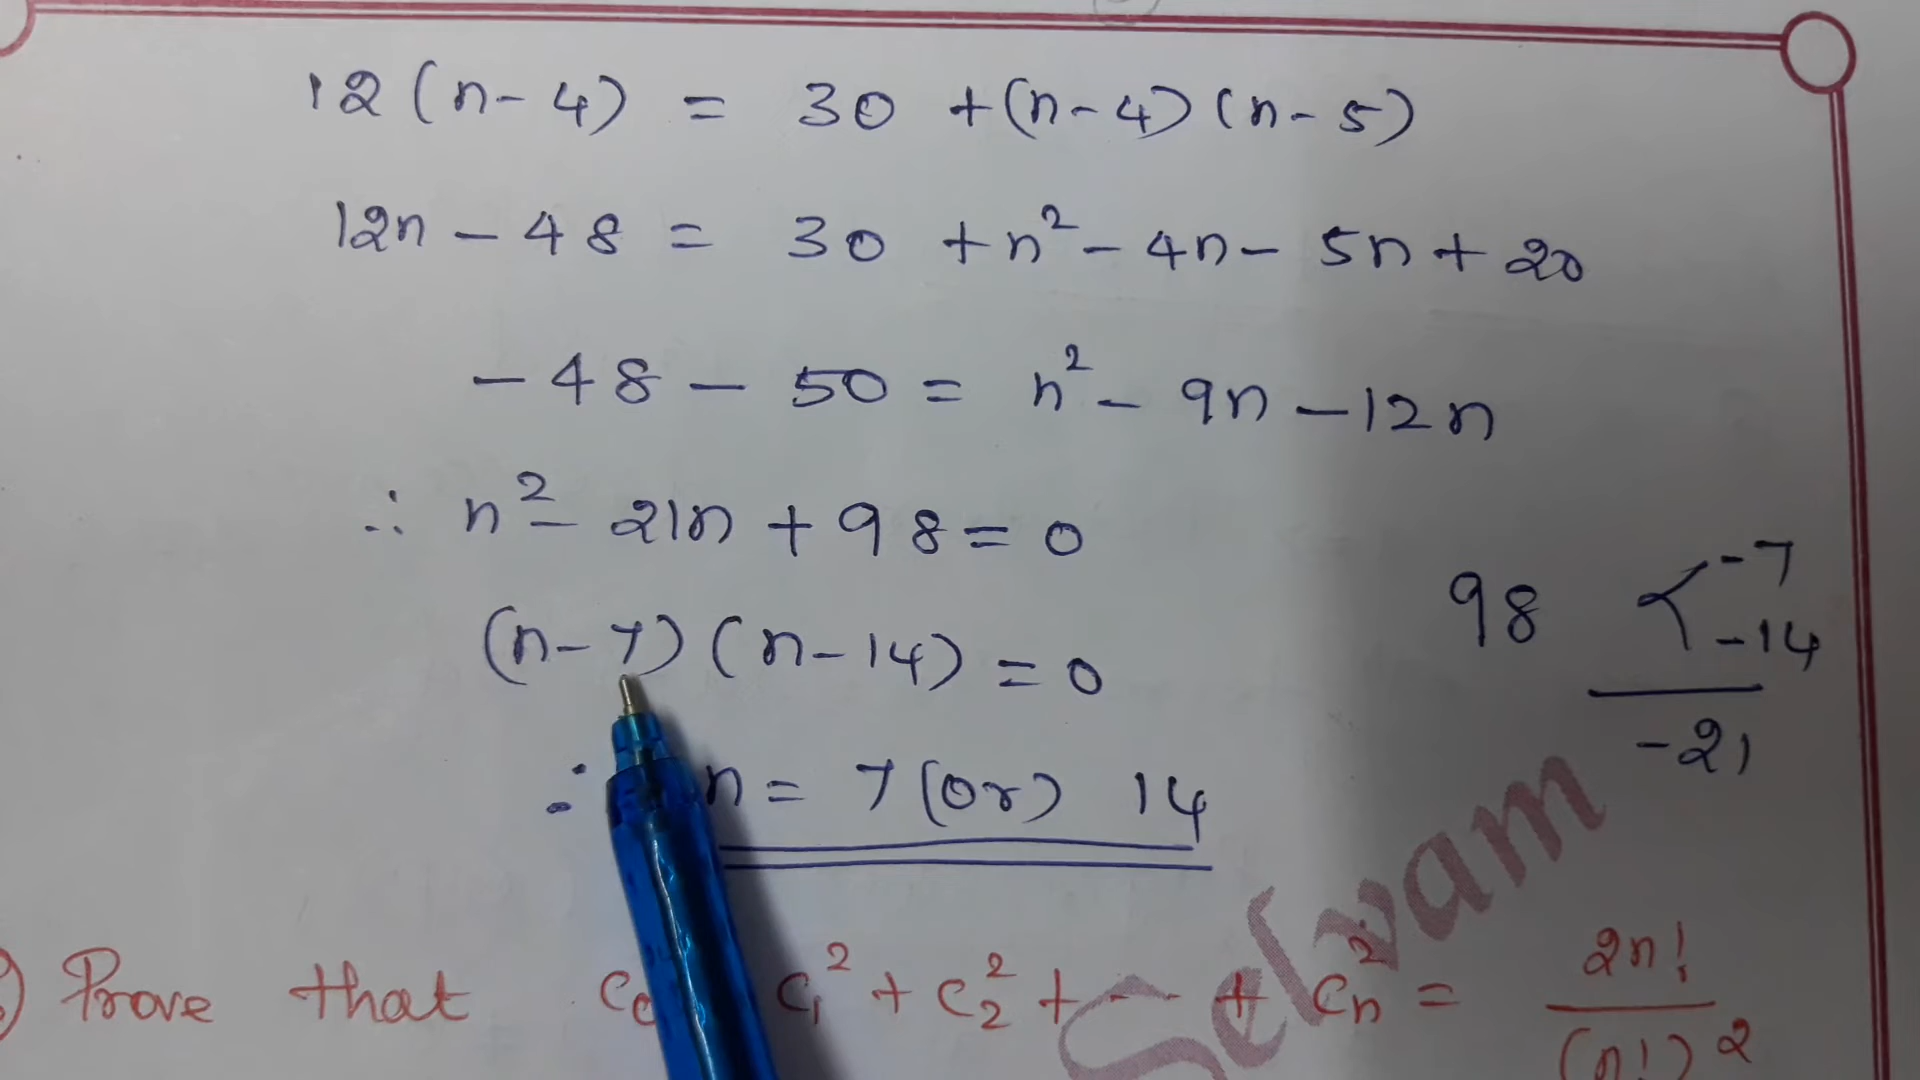 12(n-4) = 30 +(n-4)(n-5)
12n - 48 = 30 +n² - 4n - 5n + 20
-48 - 50 = n² - 9n - 12n
∴ n² - 21n + 98 = 0
98 < -7
-14
(n-7)(n-14) = 0
-21
∴ n = 7 (or) 14
Selvam
Prove that C₀ C₁² + C₂² + --- + Cₙ² = 2n! / (n!)²